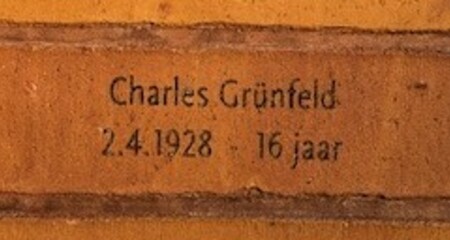 Charles Grünfeld
2.4.1928 - 16 jaar